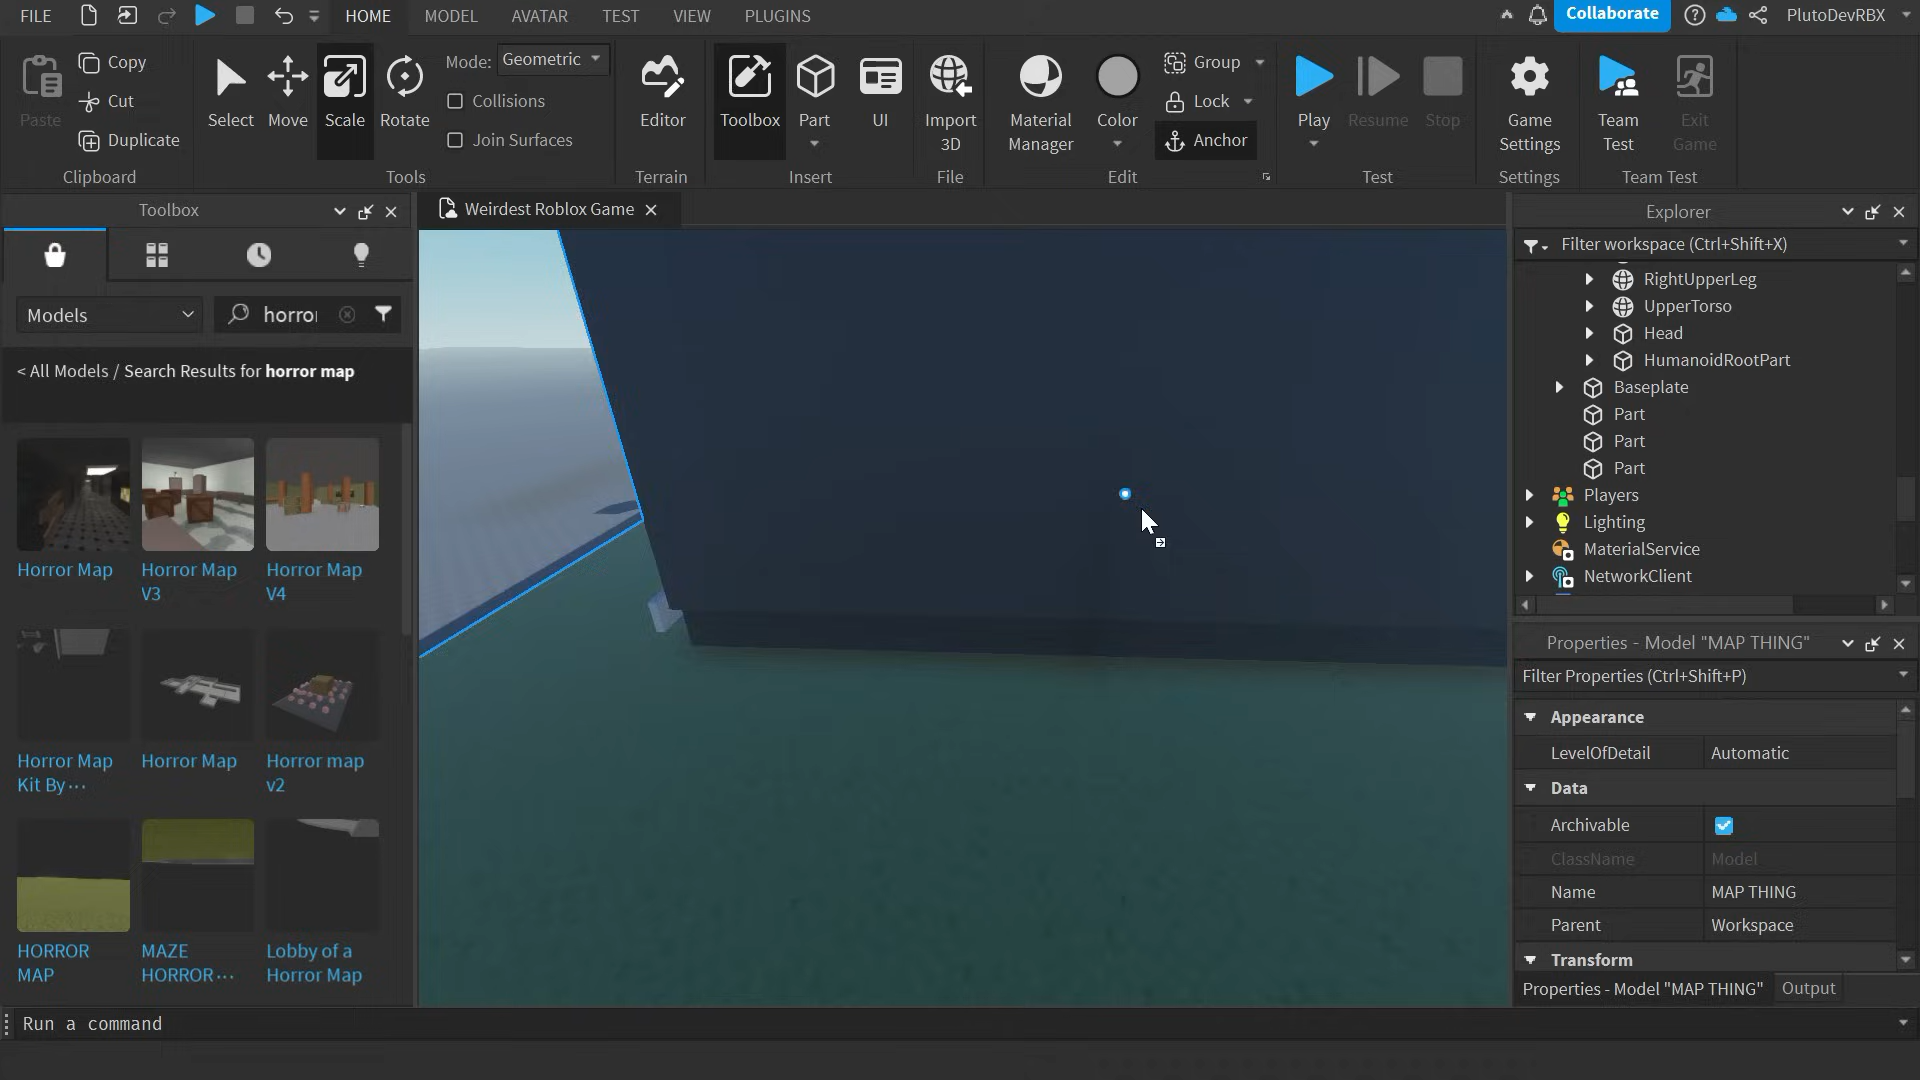 FILE
HOME
MODEL
AVATAR
TEST
VIEW
PLUGINS
Collaborate
PlutoDevRBX
Paste
Copy
Cut
Duplicate
Clipboard
Select
Move
Scale
Rotate
Mode: Geometric
Collisions
Join Surfaces
Tools
Editor
Terrain
Toolbox
Part
UI
Insert
Import
3D
File
Material
Manager
Color
Group
Lock
Anchor
Edit
Play
Resume
Stop
Test
Game
Settings
Settings
Team
Test
Exit
Game
Team Test
Toolbox
Models
horror
< All Models / Search Results for horror map
Horror Map
Horror Map
V3
Horror Map
V4
Horror Map
Kit By...
Horror Map
Horror map
v2
HORROR
MAP
MAZE
HORROR...
Lobby of a
Horror Map
Weirdest Roblox Game
Explorer
Filter workspace (Ctrl+Shift+X)
RightUpperLeg
UpperTorso
Head
HumanoidRootPart
Baseplate
Part
Part
Part
Players
Lighting
MaterialService
NetworkClient
Properties - Model "MAP THING"
Filter Properties (Ctrl+Shift+P)
Appearance
LevelOfDetail Automatic
Data
Archivable
ClassName Model
Name MAP THING
Parent Workspace
Transform
Properties - Model "MAP THING" Output
Run a command